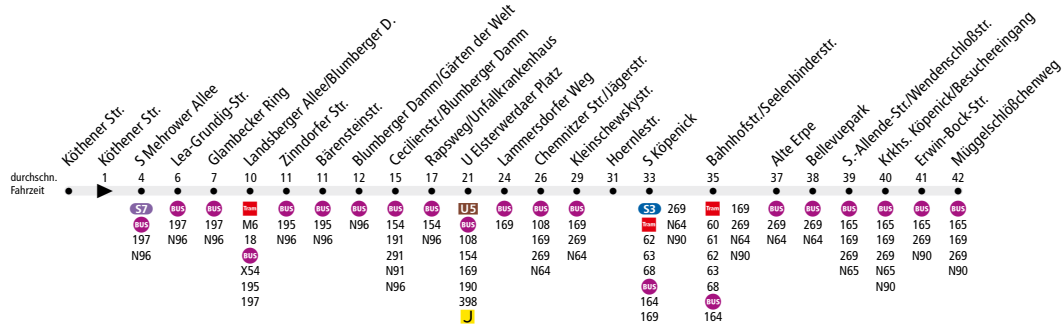 Köthener Str.
Köthener Str.
S Mehrower Allee
Lea-Grundig-Str.
Glambecker Ring
Landsberger Allee/Blumberger D.
Zinndorfer Str.
Bärensteinstr.
Blumberger Damm/Gärten der Welt
Cecilienstr./Blumberger Damm
Rapsweg/Unfallkrankenhaus
U Elsterwerdaer Platz
Lammersdorfer Weg
Chemnitzer Str./Jägerstr.
Kleinschewskystr.
Hoernlestr.
S Köpenick
Bahnhofstr./Seelenbinderstr.
Alte Erpe
Bellevuepark
S.-Allende-Str./Wendenschloßstr.
Krkhs. Köpenick/Besuchereingang
Erwin-Bock-Str.
Müggelschlößchenweg
durchschn. 1 4 6 7 10 11 11 12 15 17 21 24 26 29 31 33 35 37 38 39 40 41 42
Fahrzeit
S7 BUS BUS Tram BUS BUS BUS BUS BUS U5 BUS BUS BUS S3 269 Tram 169 BUS BUS BUS BUS BUS BUS
BUS 197 197 M6 195 195 N96 154 154 BUS 169 108 169 Tram N64 60 269 269 269 165 165 165 165
197 N96 N96 18 N96 N96 191 N96 108 169 269 62 N90 61 N64 N64 N64 169 169 269 169
N96 BUS 291 154 269 N64 63 62 N90 269 269 N90 269
X54 N91 169 N64 68 63 N65 N65 N90
195 N96 190 BUS 68 N90
197 398 164 BUS
J 169 164